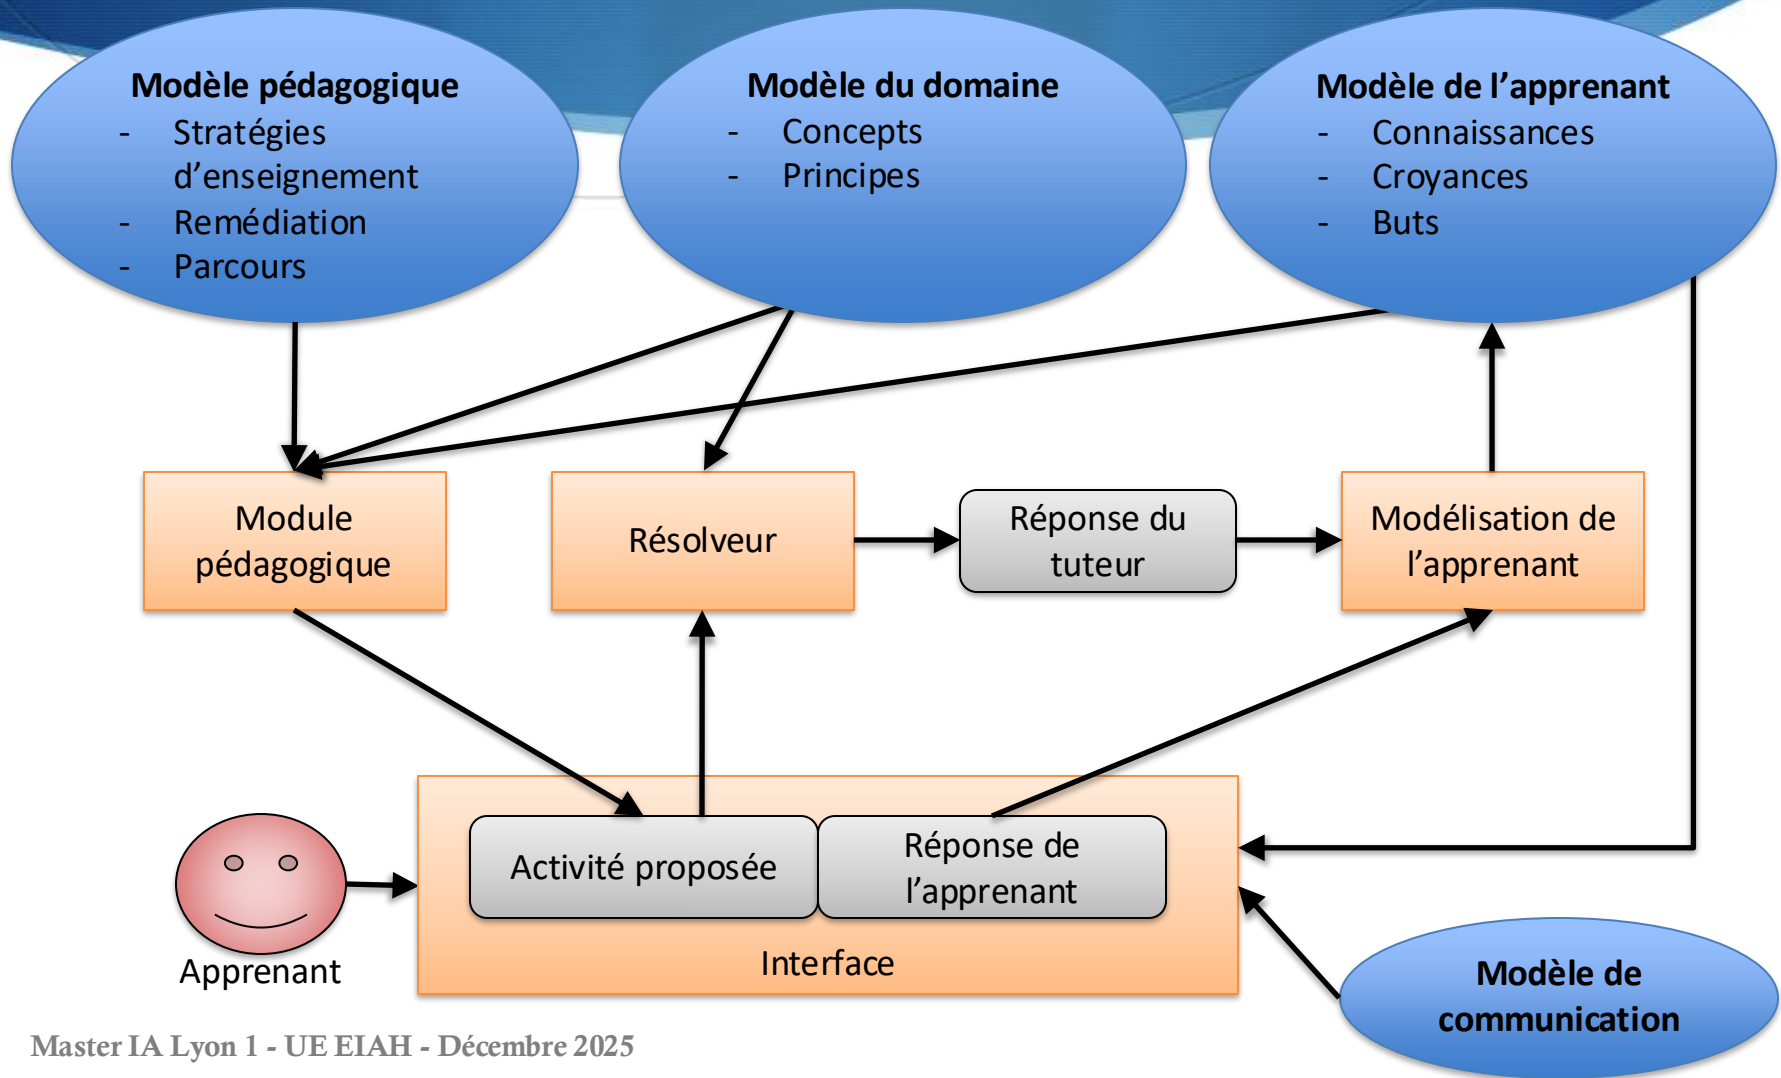 Modèle pédagogique
- Stratégies
d’enseignement
- Remédiation
- Parcours
Modèle du domaine
- Concepts
- Principes
Modèle de l’apprenant
- Connaissances
- Croyances
- Buts
Module
pédagogique
Résolveur
Réponse du
tuteur
Modélisation de
l’apprenant
Activité proposée
Réponse de
l’apprenant
Interface
Apprenant
Modèle de
communication
Master IA Lyon 1 - UE EIAH - Décembre 2025